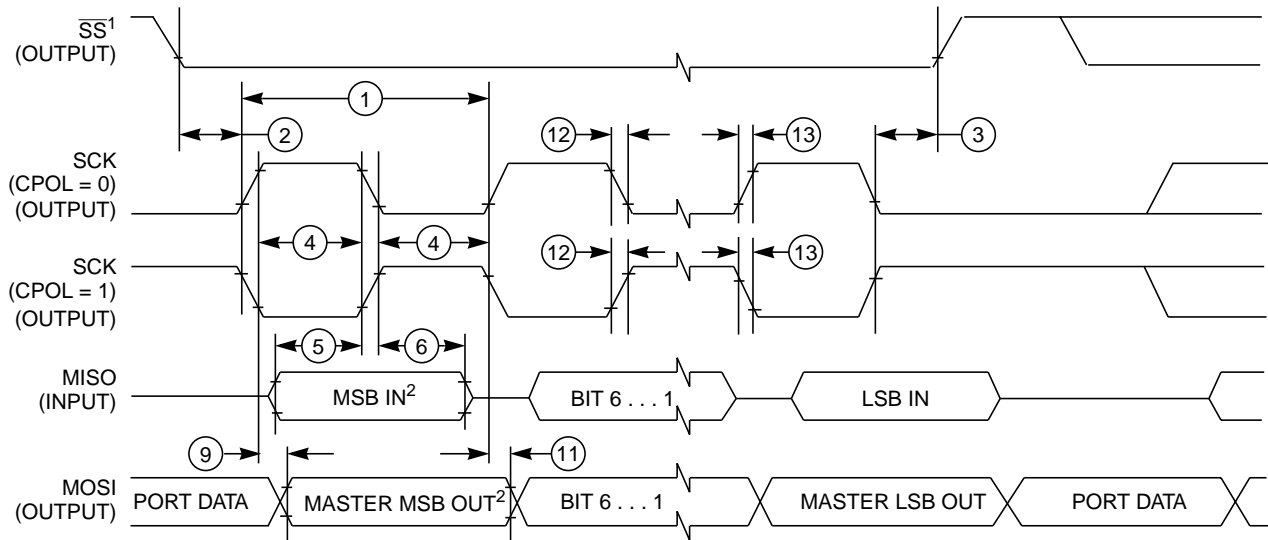 SS¹
(OUTPUT)
1
2
12
13
3
SCK
(CPOL = 0)
(OUTPUT)
4
4
12
13
SCK
(CPOL = 1)
(OUTPUT)
5
6
MISO
(INPUT)
MSB IN²
BIT 6 . . . 1
LSB IN
9
11
MOSI
(OUTPUT)
PORT DATA
MASTER MSB OUT²
BIT 6 . . . 1
MASTER LSB OUT
PORT DATA